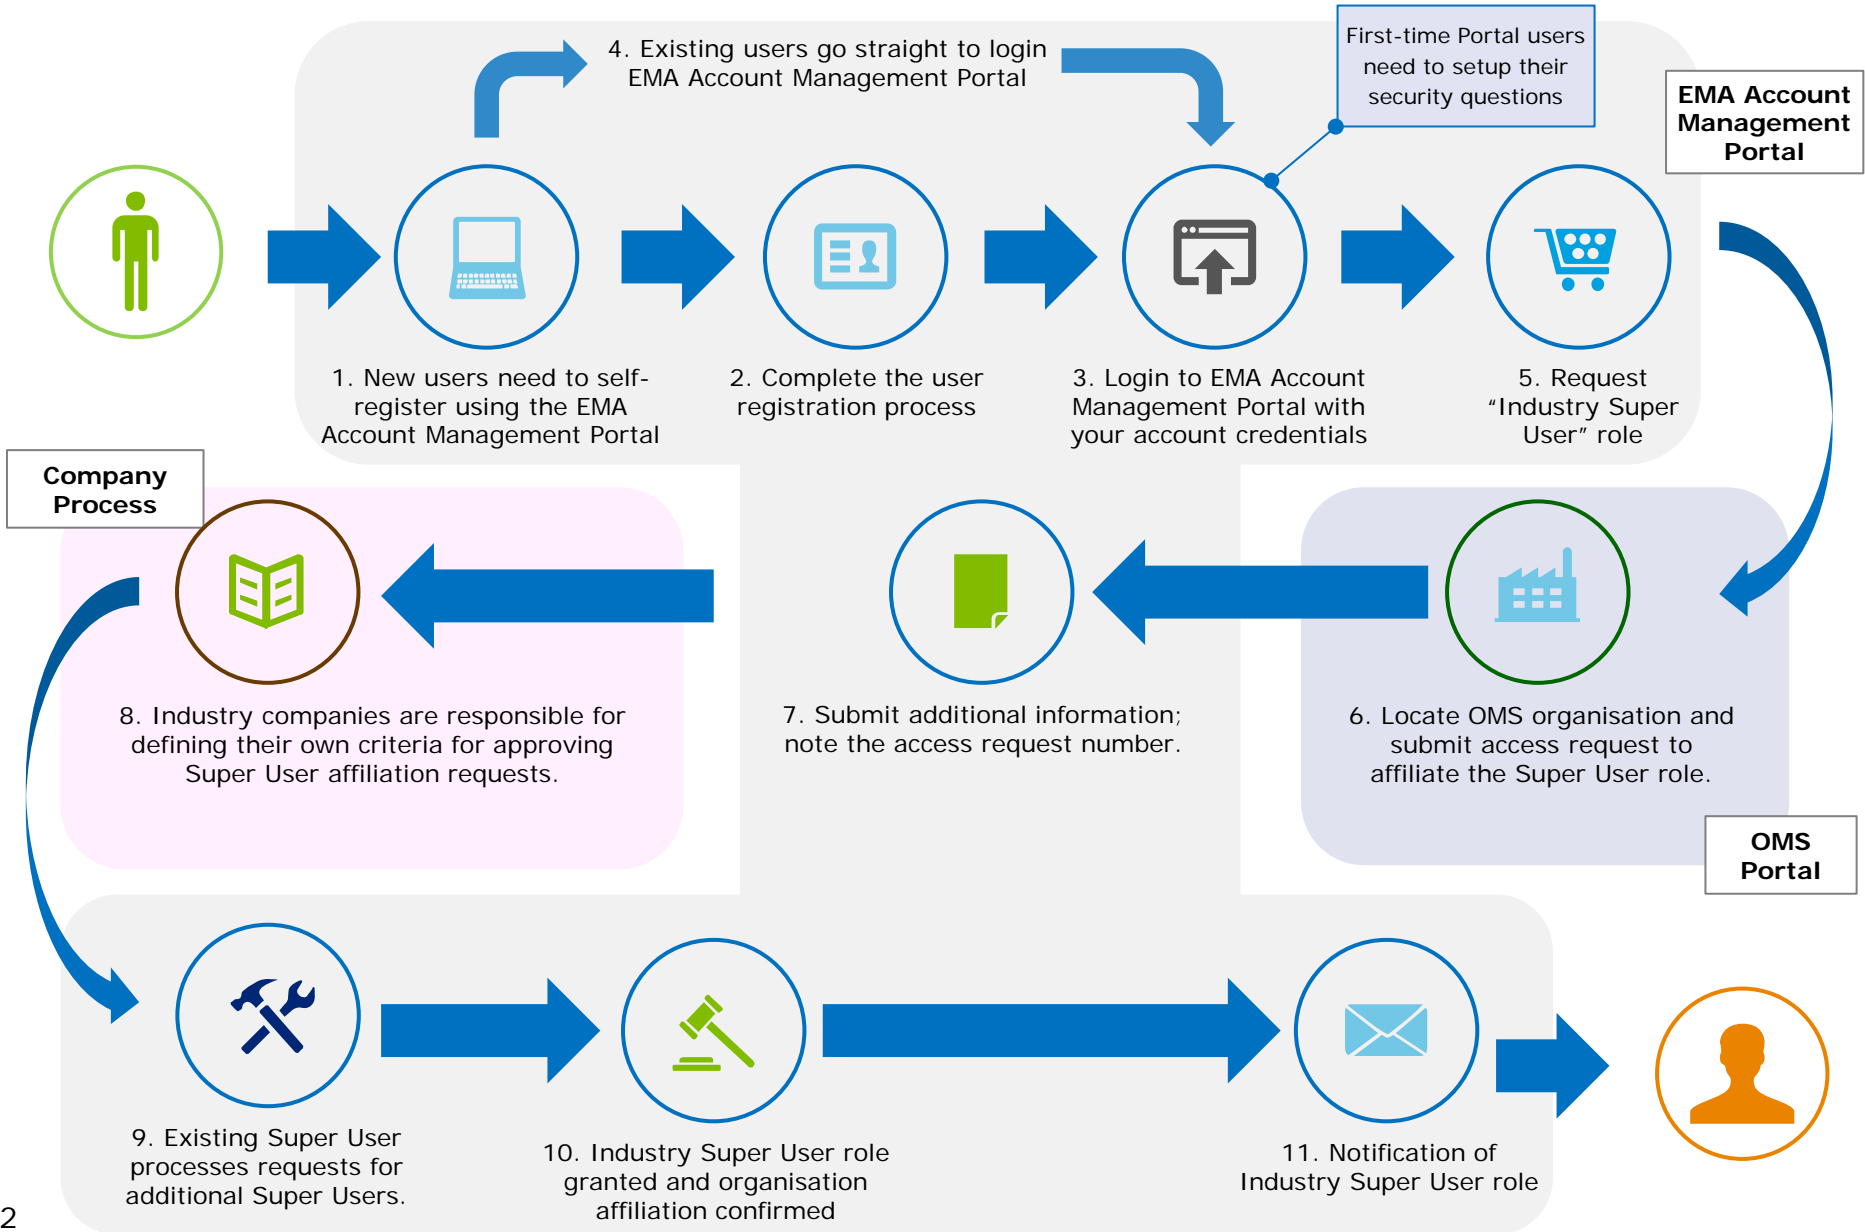 4. Existing users go straight to login
EMA Account Management Portal
First-time Portal users
need to setup their
security questions
EMA Account
Management
Portal
1. New users need to self-
register using the EMA
Account Management Portal
2. Complete the user
registration process
3. Login to EMA Account
Management Portal with
your account credentials
5. Request
“Industry Super
User” role
Company
Process
8. Industry companies are responsible for
defining their own criteria for approving
Super User affiliation requests.
7. Submit additional information;
note the access request number.
6. Locate OMS organisation and
submit access request to
affiliate the Super User role.
OMS
Portal
9. Existing Super User
processes requests for
additional Super Users.
10. Industry Super User role
granted and organisation
affiliation confirmed
11. Notification of
Industry Super User role
2